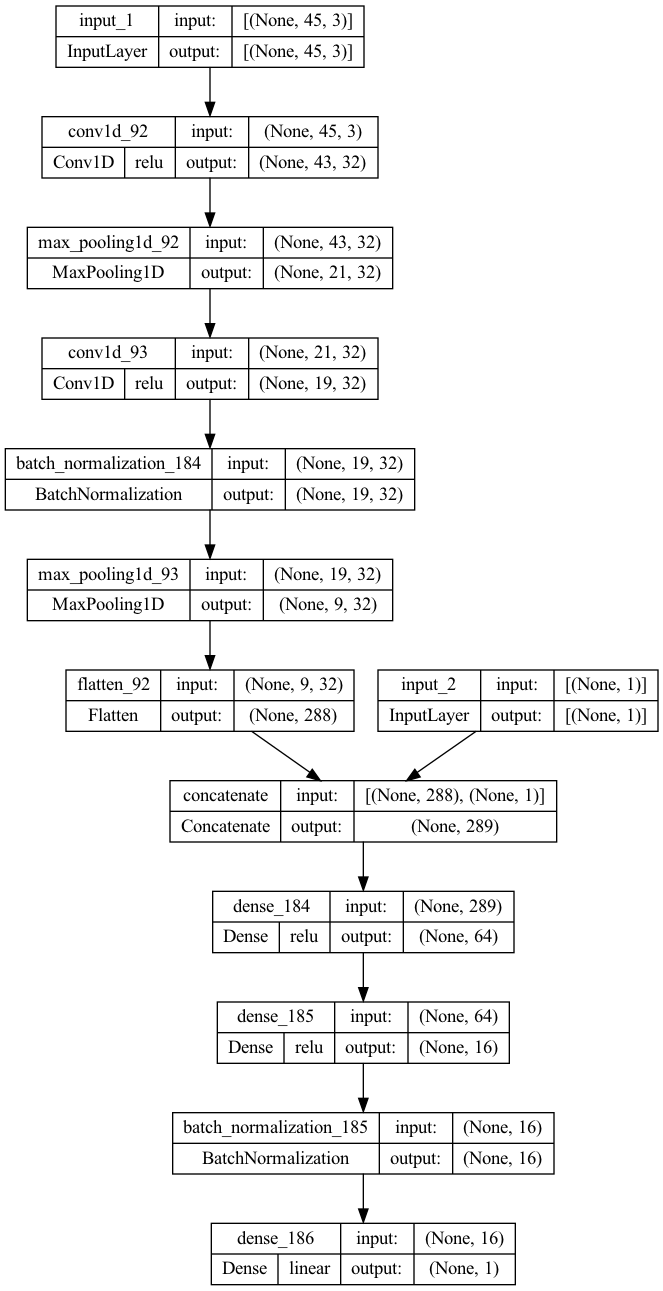 input_1 input: [(None, 45, 3)]
InputLayer output: [(None, 45, 3)]
conv1d_92 input: (None, 45, 3)
Conv1D relu output: (None, 43, 32)
max_pooling1d_92 input: (None, 43, 32)
MaxPooling1D output: (None, 21, 32)
conv1d_93 input: (None, 21, 32)
Conv1D relu output: (None, 19, 32)
batch_normalization_184 input: (None, 19, 32)
BatchNormalization output: (None, 19, 32)
max_pooling1d_93 input: (None, 19, 32)
MaxPooling1D output: (None, 9, 32)
flatten_92 input: (None, 9, 32) input_2 input: [(None, 1)]
Flatten output: (None, 288) InputLayer output: [(None, 1)]
concatenate input: [(None, 288), (None, 1)]
Concatenate output: (None, 289)
dense_184 input: (None, 289)
Dense relu output: (None, 64)
dense_185 input: (None, 64)
Dense relu output: (None, 16)
batch_normalization_185 input: (None, 16)
BatchNormalization output: (None, 16)
dense_186 input: (None, 16)
Dense linear output: (None, 1)